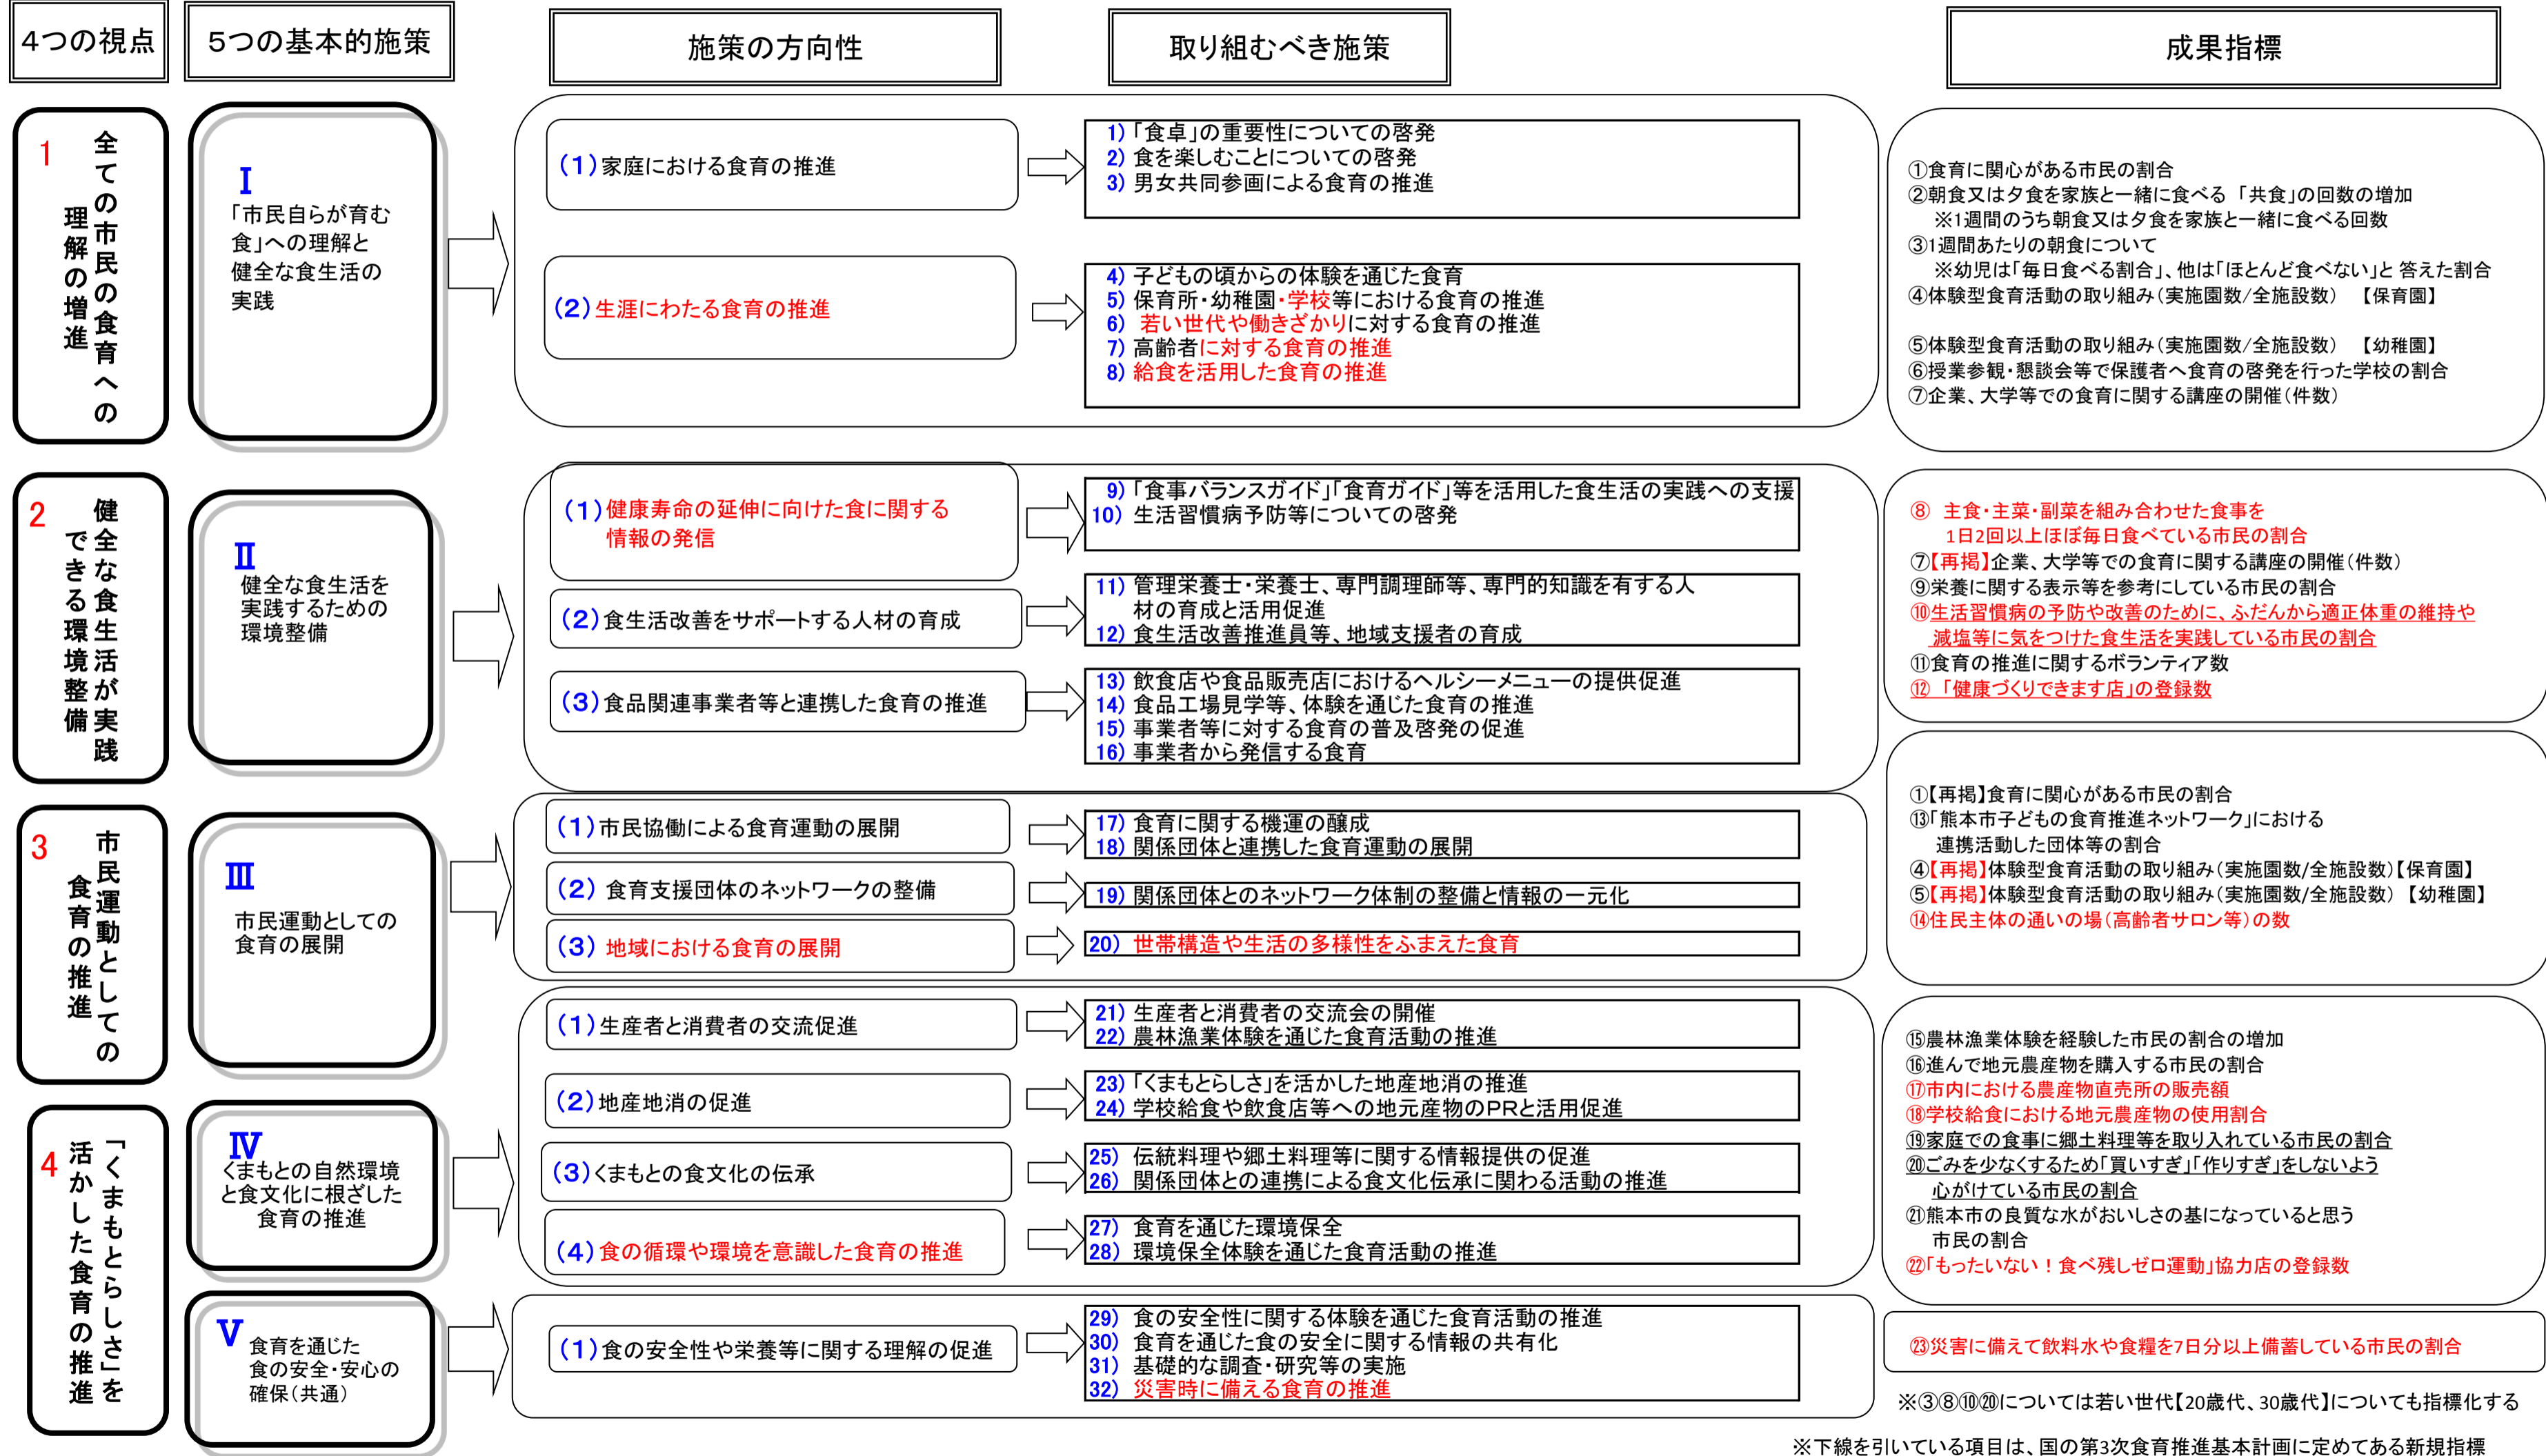 4つの視点
5つの基本的施策
施策の方向性
取り組むべき施策
成果指標
1
全ての市民の食育への
理解の増進
Ⅰ
「市民自らが育む
食」への理解と
健全な食生活の
実践
(1)家庭における食育の推進
1)「食卓」の重要性についての啓発
2) 食を楽しむことについての啓発
3) 男女共同参画による食育の推進
(2)生涯にわたる食育の推進
4) 子どもの頃からの体験を通じた食育
5) 保育所・幼稚園・学校等における食育の推進
6) 若い世代や働きざかりに対する食育の推進
7) 高齢者に対する食育の推進
8) 給食を活用した食育の推進
①食育に関心がある市民の割合
②朝食又は夕食を家族と一緒に食べる 「共食」の回数の増加
※1週間のうち朝食又は夕食を家族と一緒に食べる回数
③1週間あたりの朝食について
※幼児は「毎日食べる割合」、他は「ほとんど食べない」と 答えた割合
④体験型食育活動の取り組み(実施園数/全施設数) 【保育園】
⑤体験型食育活動の取り組み(実施園数/全施設数) 【幼稚園】
⑥授業参観・懇談会等で保護者へ食育の啓発を行った学校の割合
⑦企業、大学等での食育に関する講座の開催(件数)
2
健全な食生活が実践
できる環境整備
Ⅱ
健全な食生活を
実践するための
環境整備
(1)健康寿命の延伸に向けた食に関する
情報の発信
9)「食事バランスガイド」「食育ガイド」等を活用した食生活の実践への支援
10) 生活習慣病予防等についての啓発
(2)食生活改善をサポートする人材の育成
11) 管理栄養士・栄養士、専門調理師等、専門的知識を有する人
材の育成と活用促進
12) 食生活改善推進員等、地域支援者の育成
(3)食品関連事業者等と連携した食育の推進
13) 飲食店や食品販売店におけるヘルシーメニューの提供促進
14) 食品工場見学等、体験を通じた食育の推進
15) 事業者等に対する食育の普及啓発の促進
16) 事業者から発信する食育
⑧ 主食・主菜・副菜を組み合わせた食事を
1日2回以上ほぼ毎日食べている市民の割合
⑦【再掲】企業、大学等での食育に関する講座の開催(件数)
⑨栄養に関する表示等を参考にしている市民の割合
⑩生活習慣病の予防や改善のために、ふだんから適正体重の維持や
減塩等に気をつけた食生活を実践している市民の割合
⑪食育の推進に関するボランティア数
⑫ 「健康づくりできます店」の登録数
3
市民運動としての
食育の推進
Ⅲ
市民運動としての
食育の展開
(1)市民協働による食育運動の展開
17) 食育に関する機運の醸成
18) 関係団体と連携した食育運動の展開
(2) 食育支援団体のネットワークの整備
19) 関係団体とのネットワーク体制の整備と情報の一元化
(3) 地域における食育の展開
20) 世帯構造や生活の多様性をふまえた食育
①【再掲】食育に関心がある市民の割合
⑬「熊本市子どもの食育推進ネットワーク」における
連携活動した団体等の割合
④【再掲】体験型食育活動の取り組み(実施園数/全施設数)【保育園】
⑤【再掲】体験型食育活動の取り組み(実施園数/全施設数) 【幼稚園】
⑭住民主体の通いの場(高齢者サロン等)の数
4
「くまもとらしさ」を
活かした食育の推進
Ⅳ
くまもとの自然環境
と食文化に根ざした
食育の推進
(1)生産者と消費者の交流促進
21) 生産者と消費者の交流会の開催
22) 農林漁業体験を通じた食育活動の推進
(2)地産地消の促進
23)「くまもとらしさ」を活かした地産地消の推進
24) 学校給食や飲食店等への地元産物のPRと活用促進
(3)くまもとの食文化の伝承
25) 伝統料理や郷土料理等に関する情報提供の促進
26) 関係団体との連携による食文化伝承に関わる活動の推進
(4)食の循環や環境を意識した食育の推進
27) 食育を通じた環境保全
28) 環境保全体験を通じた食育活動の推進
⑮農林漁業体験を経験した市民の割合の増加
⑯進んで地元農産物を購入する市民の割合
⑰市内における農産物直売所の販売額
⑱学校給食における地元農産物の使用割合
⑲家庭での食事に郷土料理等を取り入れている市民の割合
⑳ごみを少なくするため「買いすぎ」「作りすぎ」をしないよう
心がけている市民の割合
㉑熊本市の良質な水がおいしさの基になっていると思う
市民の割合
㉒「もったいない！食べ残しゼロ運動」協力店の登録数
Ⅴ
食育を通じた
食の安全・安心の
確保(共通)
(1)食の安全性や栄養等に関する理解の促進
29) 食の安全性に関する体験を通じた食育活動の推進
30) 食育を通じた食の安全に関する情報の共有化
31) 基礎的な調査・研究等の実施
32) 災害時に備える食育の推進
㉓災害に備えて飲料水や食糧を7日分以上備蓄している市民の割合
※③⑧⑩⑳については若い世代【20歳代、30歳代】についても指標化する
※下線を引いている項目は、国の第3次食育推進基本計画に定めてある新規指標